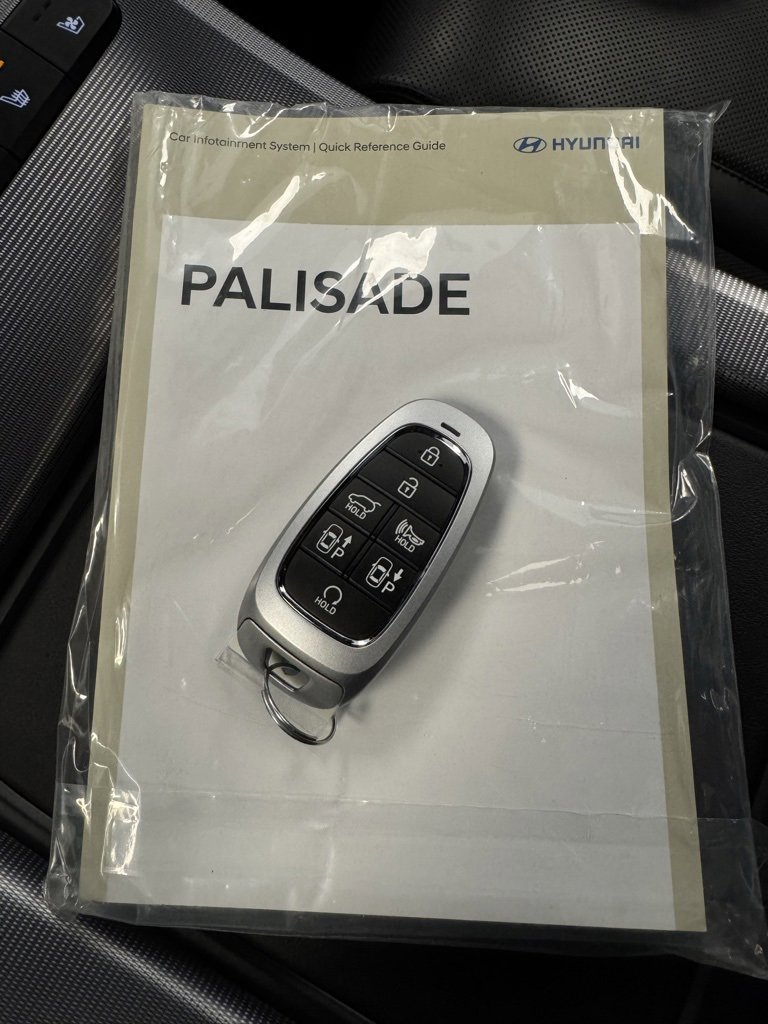 Car Infotainment System | Quick Reference Guide
HYUNDAI
PALISADE
HOLD
HOLD
P
P
HOLD